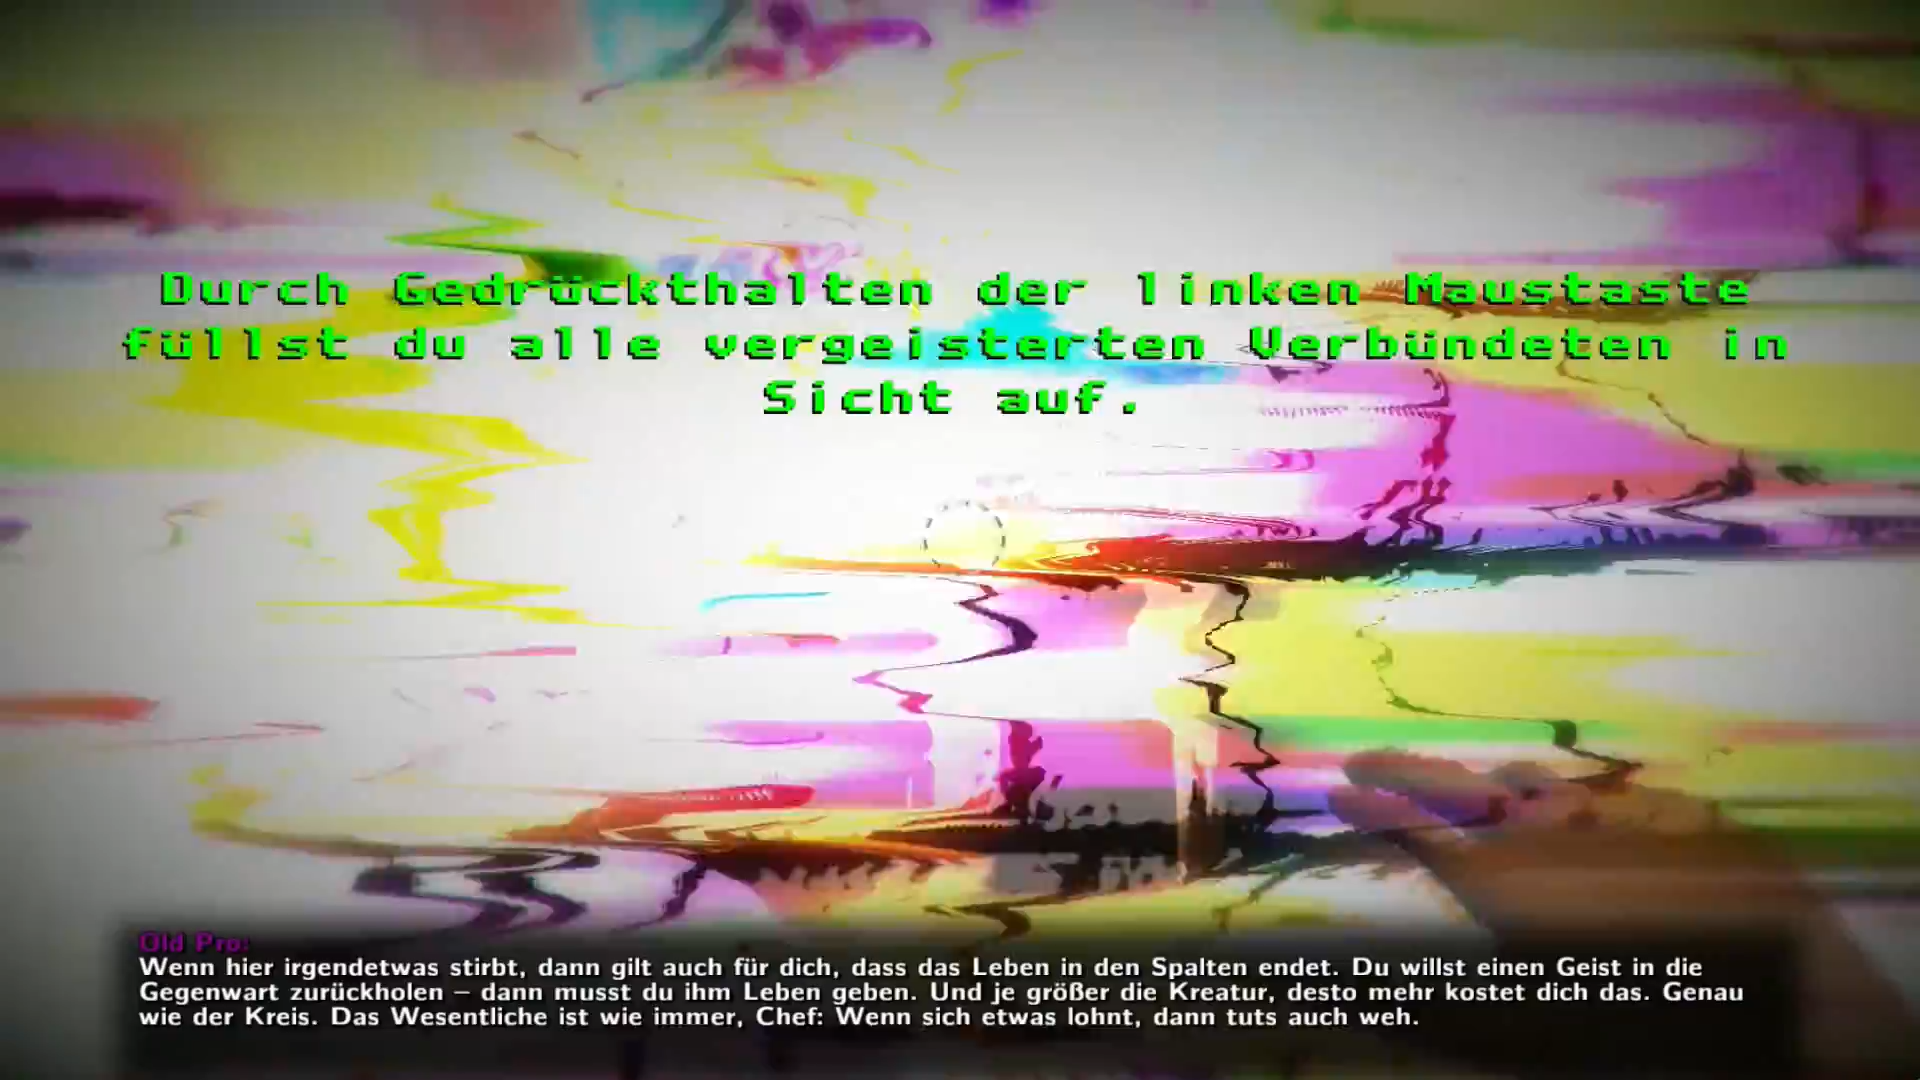 Durch Gedrückthalten der linken Maustaste
füllst du alle vergeisterten Verbündeten in
Sicht auf.
Old Pro:
Wenn hier irgendetwas stirbt, dann gilt auch für dich, dass das Leben in den Spalten endet. Du willst einen Geist in die
Gegenwart zurückholen – dann musst du ihm Leben geben. Und je größer die Kreatur, desto mehr kostet dich das. Genau
wie der Kreis. Das Wesentliche ist wie immer, Chef: Wenn sich etwas lohnt, dann tuts auch weh.